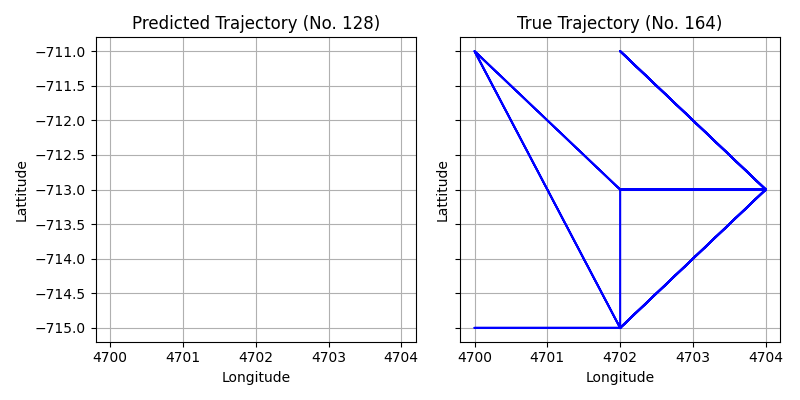 Predicted Trajectory (No. 128)
True Trajectory (No. 164)
Lattitude
−711.0
−711.5
−712.0
−712.5
−713.0
−713.5
−714.0
−714.5
−715.0
4700 4701 4702 4703 4704
Longitude
Lattitude
4700 4701 4702 4703 4704
Longitude